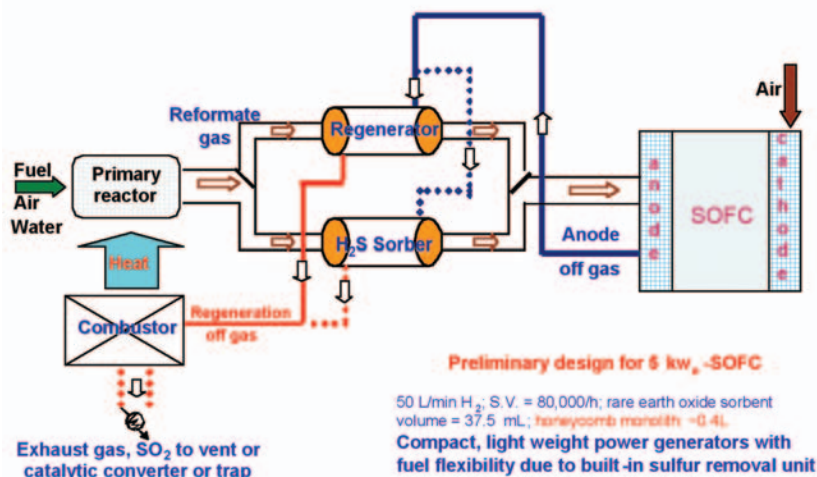 Air
Reformate
gas
Regenerator
Fuel
Air
Water
Primary
reactor
anode
SOFC
cathode
H₂S Sorber
Anode
off gas
Heat
Combustor
Regeneration
off gas
Preliminary design for 5 kwₑ-SOFC
50 L/min H₂; S.V. = 80,000/h; rare earth oxide sorbent
volume = 37.5 mL; honeycomb monolith ~0.4L
Compact, light weight power generators with
fuel flexibility due to built-in sulfur removal unit
Exhaust gas, SO₂ to vent or
catalytic converter or trap